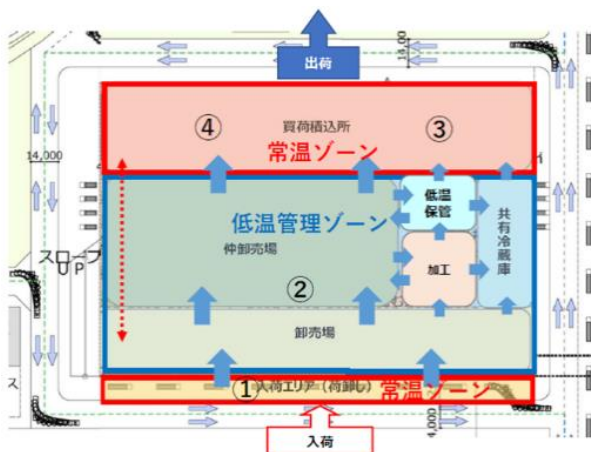 出荷
14,00
④
③
買荷積込所
常温ゾーン
14,000
低温
保管
低温管理ゾーン
共有冷蔵庫
スロープ
UP
仲卸売場
加工
②
卸売場
ス
①
入荷エリア(荷卸し)
常温ゾーン
4,000
入荷